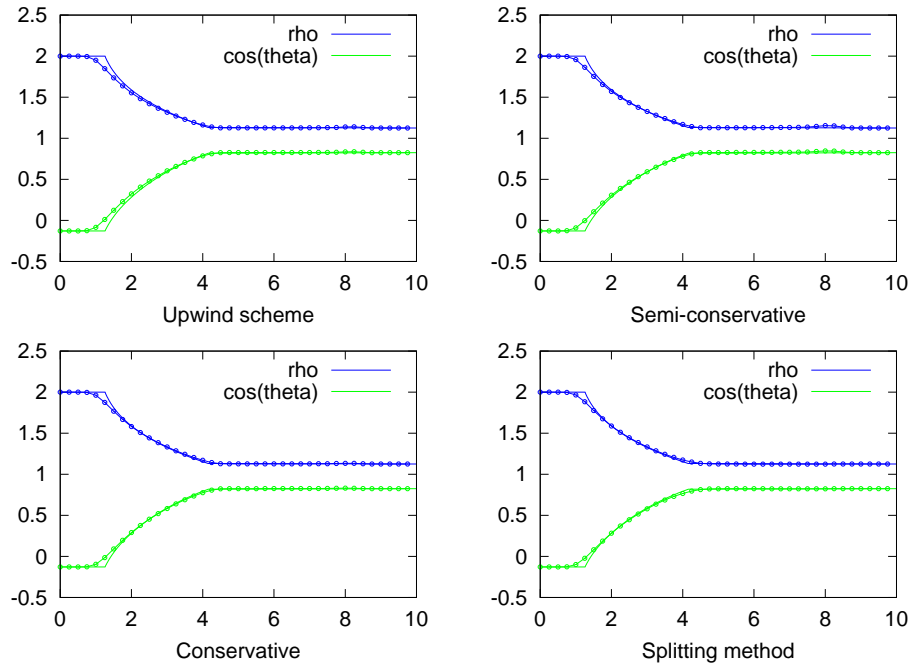 2.5
2
1.5
1
0.5
0
-0.5
0 2 4 6 8 10
rho
cos(theta)
Upwind scheme
2.5
2
1.5
1
0.5
0
-0.5
0 2 4 6 8 10
rho
cos(theta)
Semi-conservative
2.5
2
1.5
1
0.5
0
-0.5
0 2 4 6 8 10
rho
cos(theta)
Conservative
2.5
2
1.5
1
0.5
0
-0.5
0 2 4 6 8 10
rho
cos(theta)
Splitting method